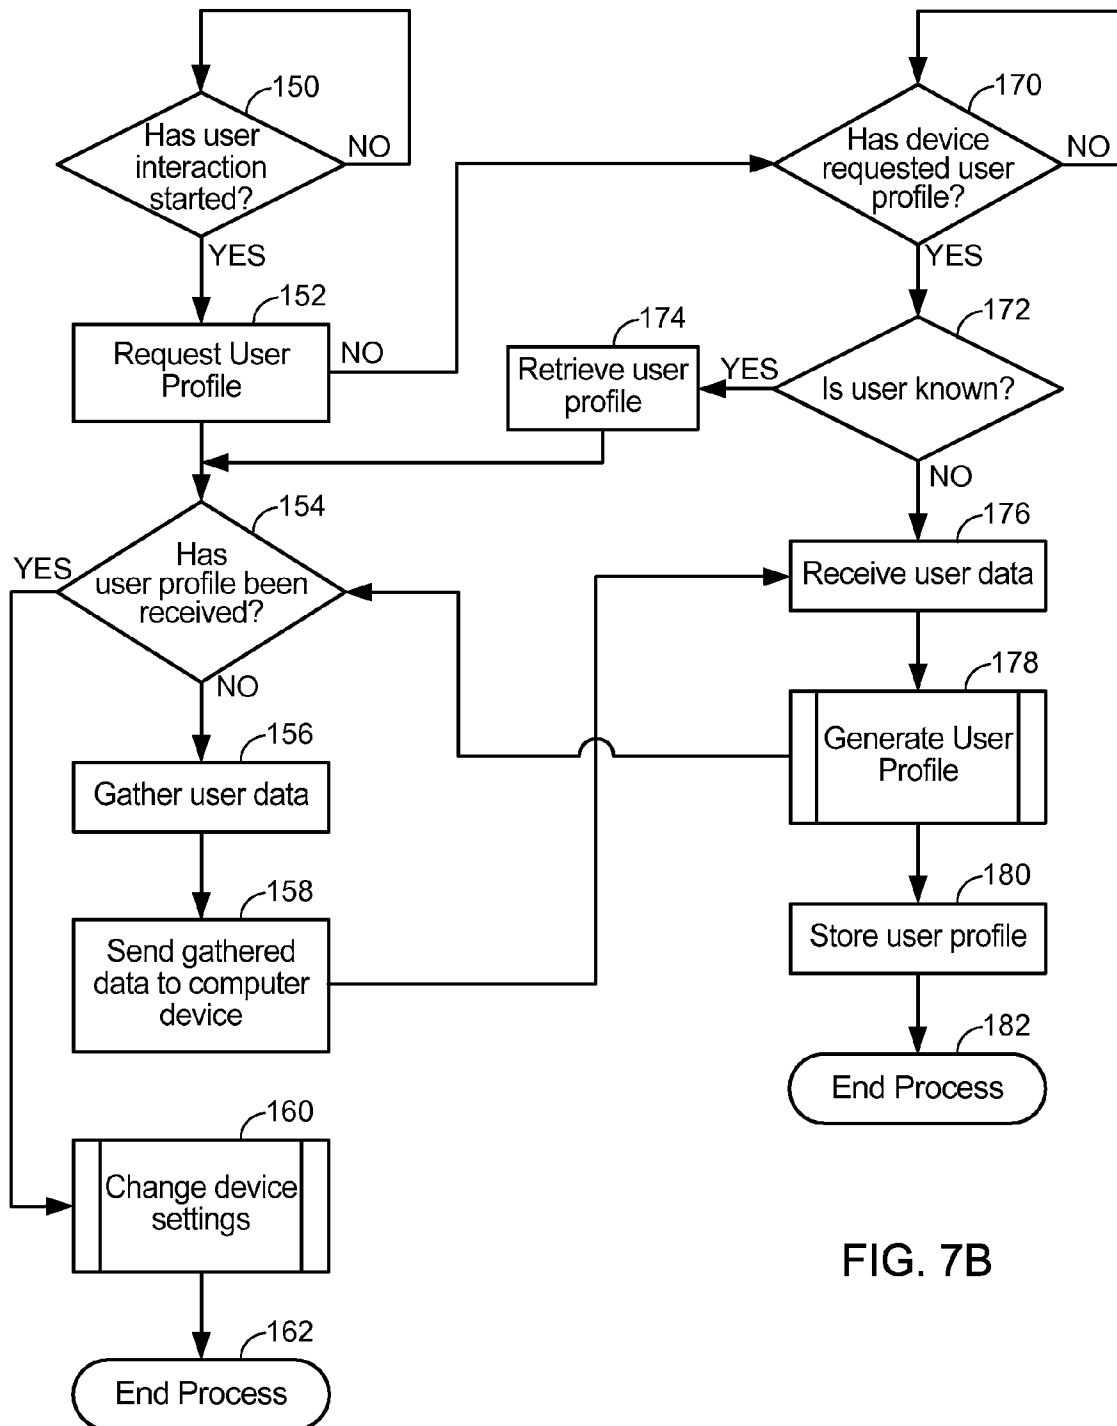 150
Has user
interaction
started?
NO
YES
152
Request User
Profile
NO
154
Has
user profile been
received?
YES
NO
156
Gather user data
158
Send gathered
data to computer
device
160
Change device
settings
162
End Process
170
Has device
requested user
profile?
NO
YES
172
Is user known?
YES
174
Retrieve user
profile
NO
176
Receive user data
178
Generate User
Profile
180
Store user profile
182
End Process
FIG. 7B